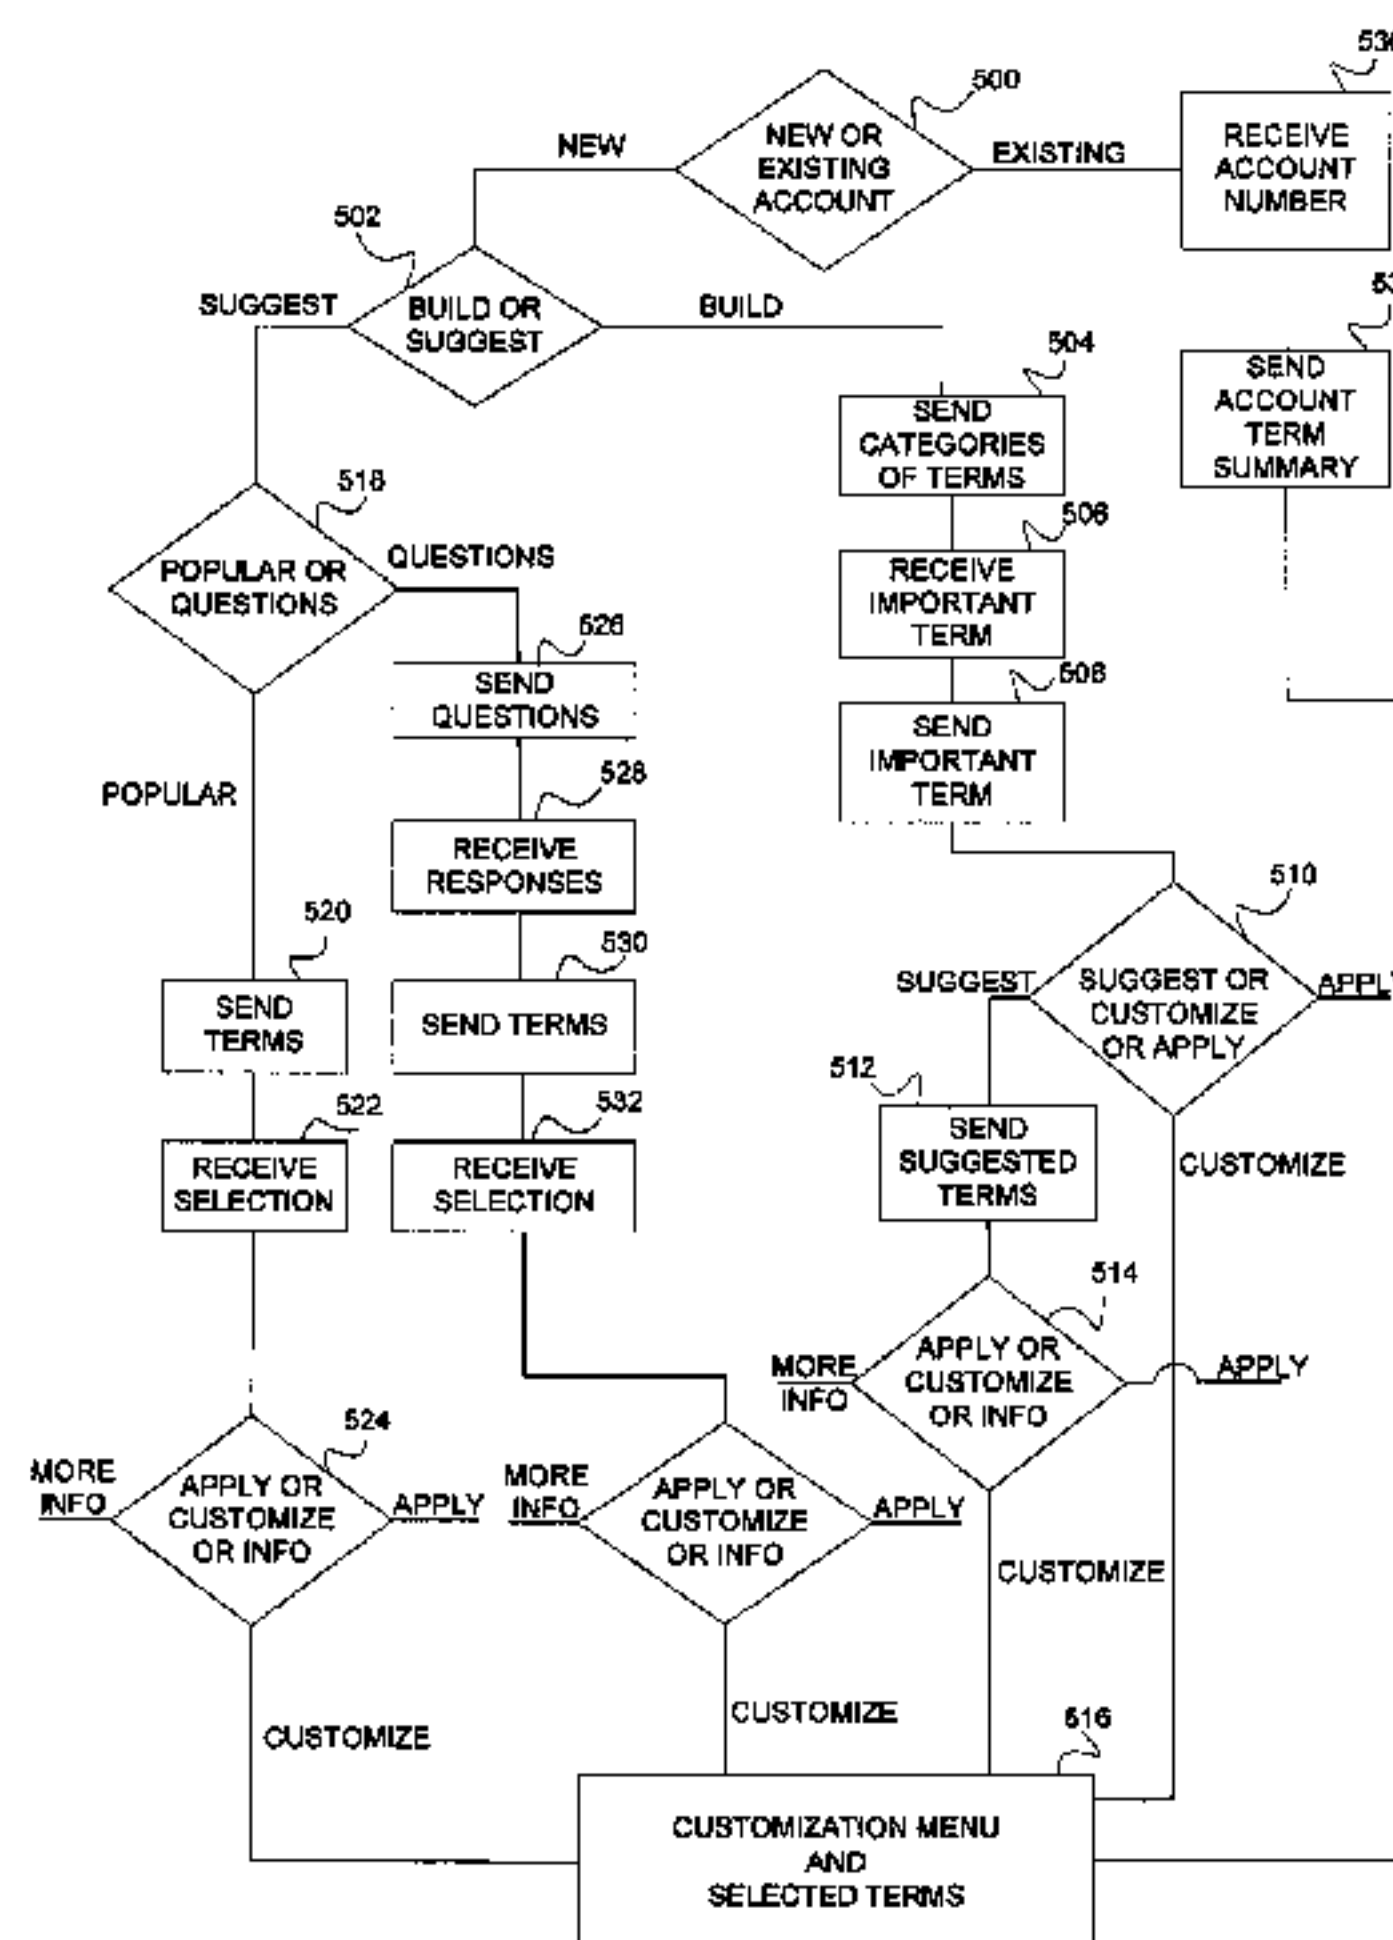 500
NEW OR
EXISTING
ACCOUNT
NEW
EXISTING
RECEIVE
ACCOUNT
NUMBER
502
BUILD OR
SUGGEST
SUGGEST
BUILD
504
SEND
CATEGORIES
OF TERMS
SEND
ACCOUNT
TERM
SUMMARY
518
POPULAR OR
QUESTIONS
QUESTIONS
POPULAR
506
RECEIVE
IMPORTANT
TERM
526
SEND
QUESTIONS
508
SEND
IMPORTANT
TERM
528
RECEIVE
RESPONSES
510
SUGGEST OR
CUSTOMIZE
OR APPLY
SUGGEST
APPLY
CUSTOMIZE
520
SEND
TERMS
530
SEND TERMS
512
SEND
SUGGESTED
TERMS
522
RECEIVE
SELECTION
532
RECEIVE
SELECTION
514
APPLY OR
CUSTOMIZE
OR INFO
MORE
INFO
APPLY
CUSTOMIZE
524
MORE
INFO
APPLY OR
CUSTOMIZE
OR INFO
APPLY
CUSTOMIZE
MORE
INFO
APPLY OR
CUSTOMIZE
OR INFO
APPLY
CUSTOMIZE
516
CUSTOMIZATION MENU
AND
SELECTED TERMS